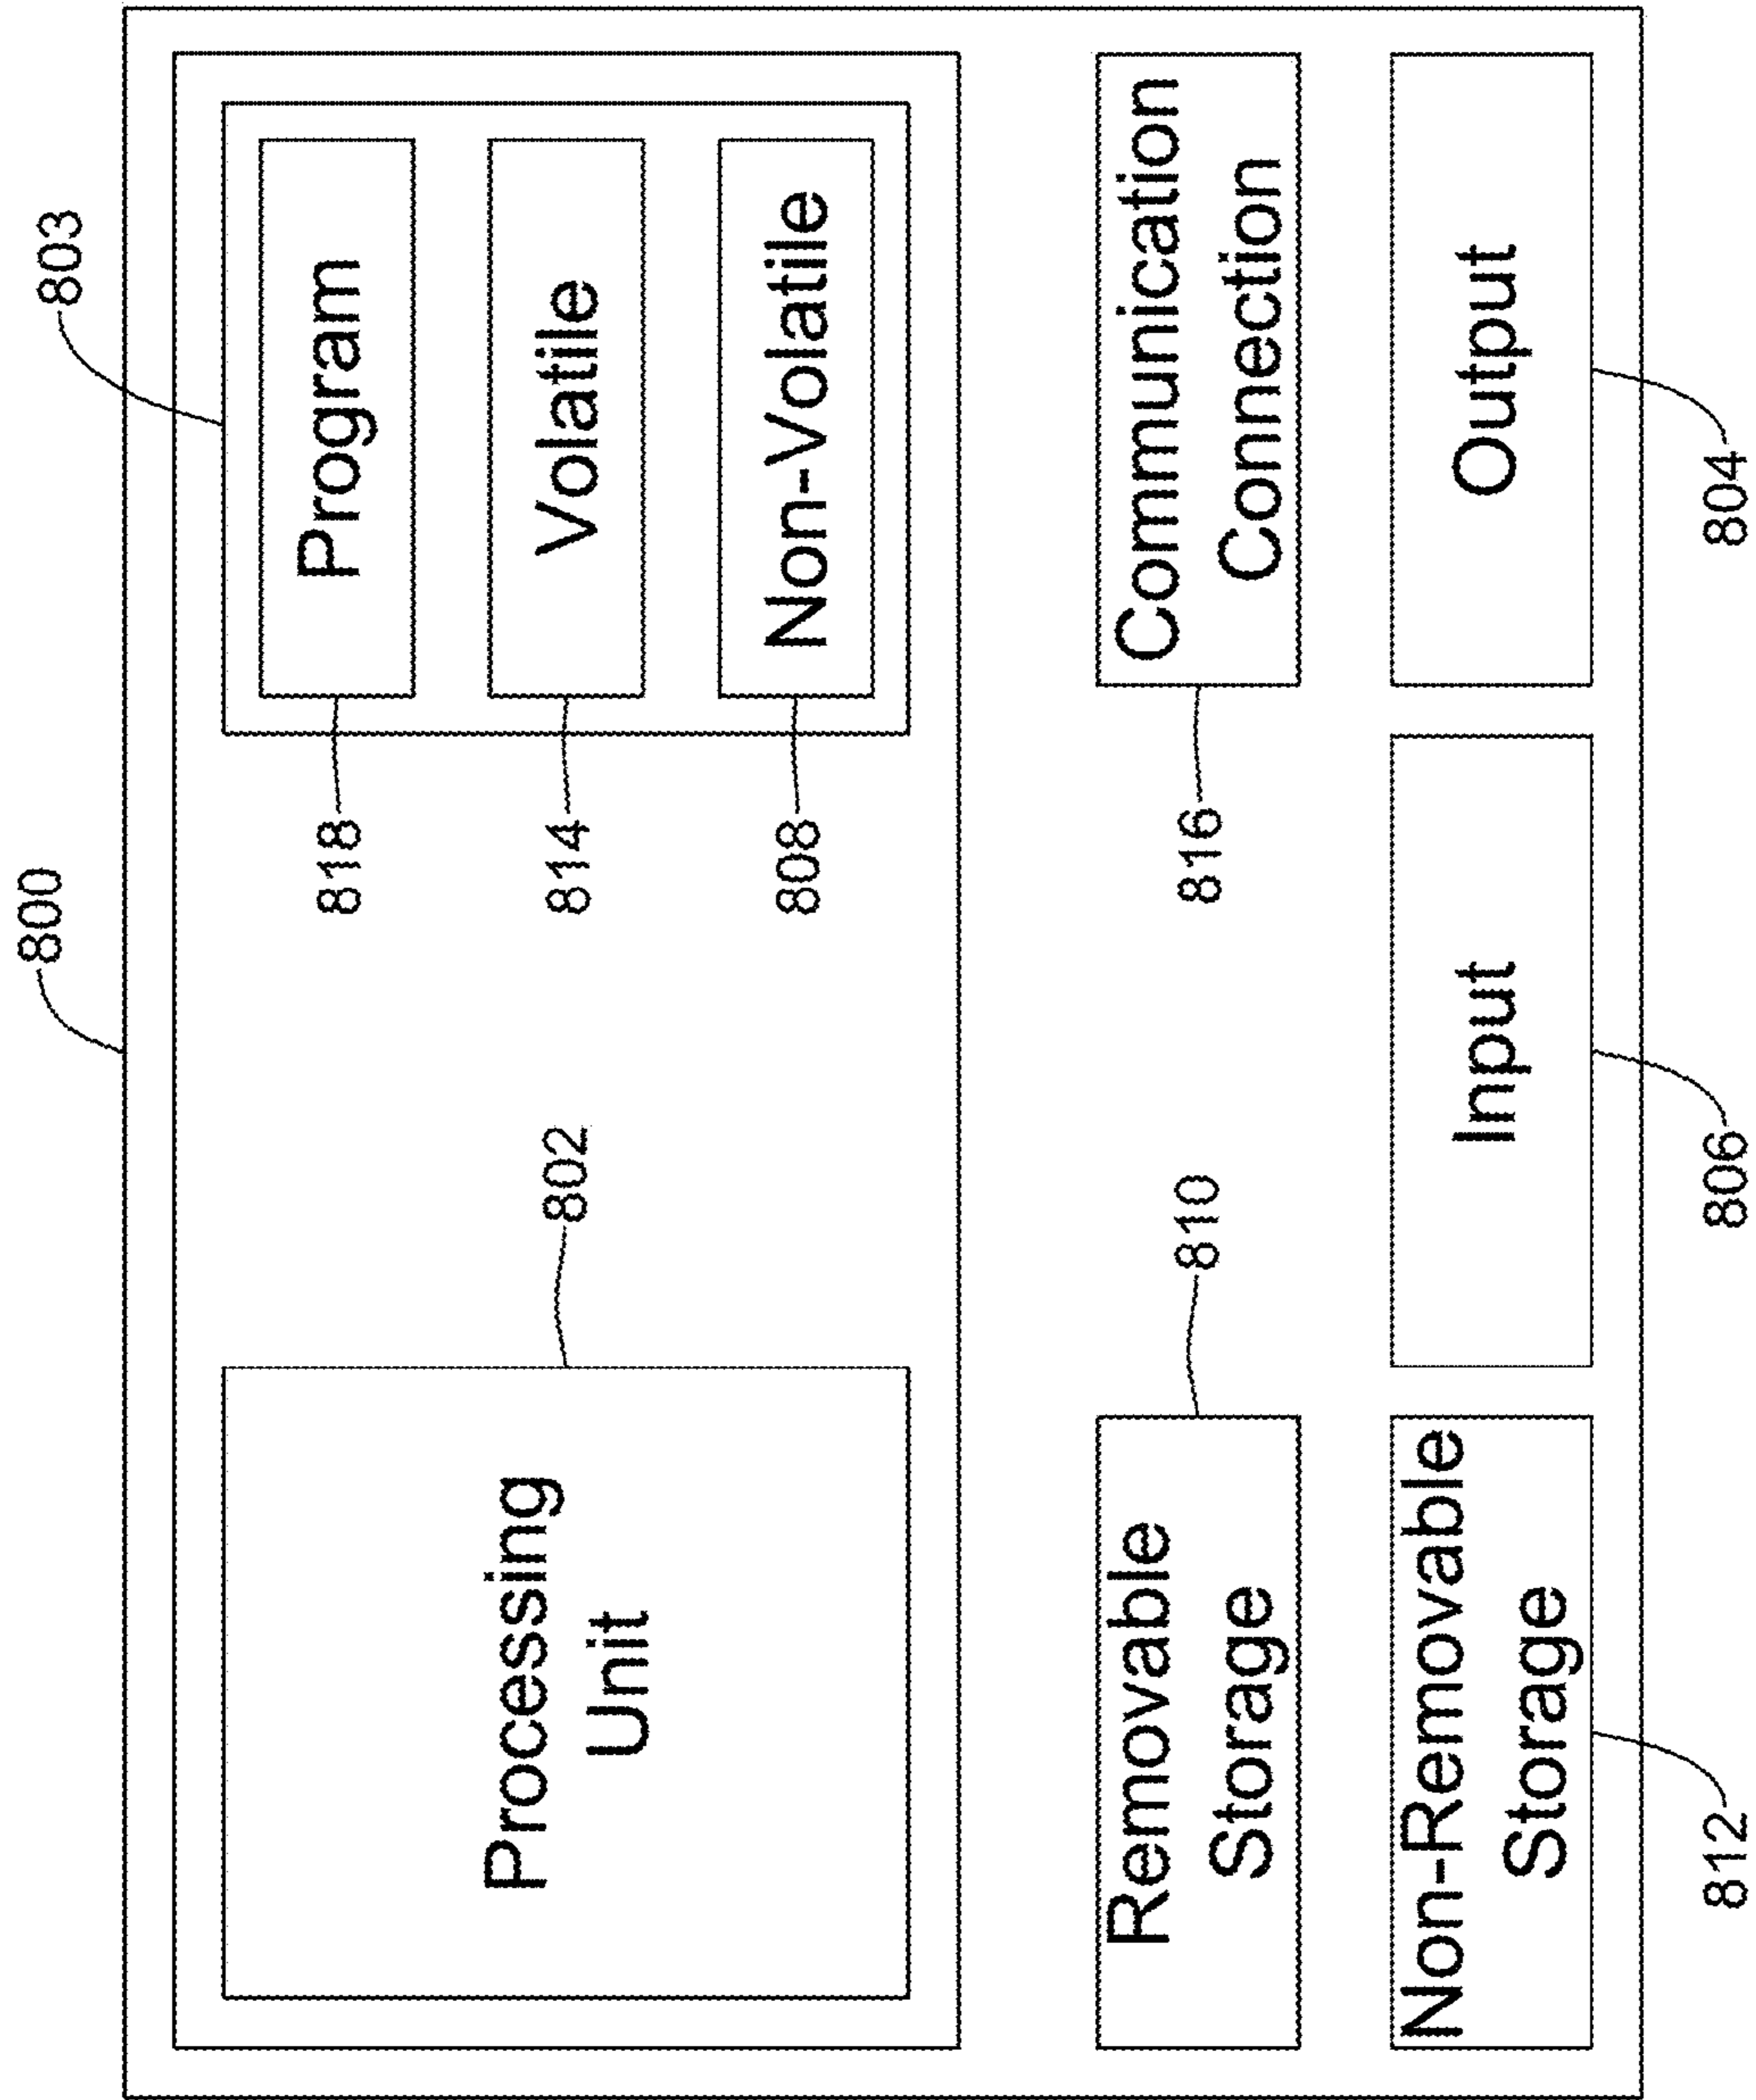 800
803
802
Processing
Unit
818
Program
814
Volatile
808
Non-Volatile
810
Removable
Storage
816
Communication
Connection
Non-Removable
Storage
Input
Output
812
806
804